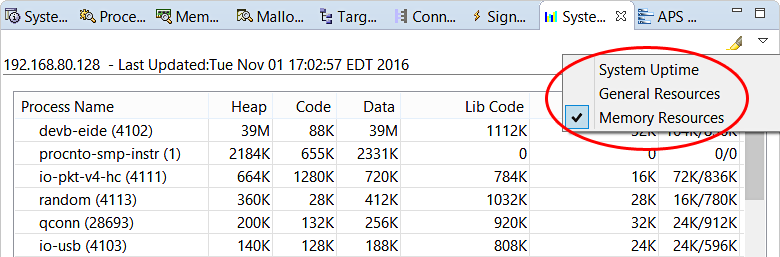 Syste... Proce... Mem... Mallo... Targ... Conn... Sign... Syste... APS ...
System Uptime
General Resources
Memory Resources
192.168.80.128 - Last Updated:Tue Nov 01 17:02:57 EDT 2016
Process Name Heap Code Data Lib Code
devb-eide (4102) 39M 88K 39M 1112K
procnto-smp-instr (1) 2184K 655K 2331K 0 0 0/0
io-pkt-v4-hc (4111) 664K 1280K 720K 784K 16K 72K/836K
random (4113) 360K 28K 412K 1032K 28K 16K/780K
qconn (28693) 200K 132K 256K 920K 32K 24K/912K
io-usb (4103) 140K 128K 188K 808K 24K 24K/596K